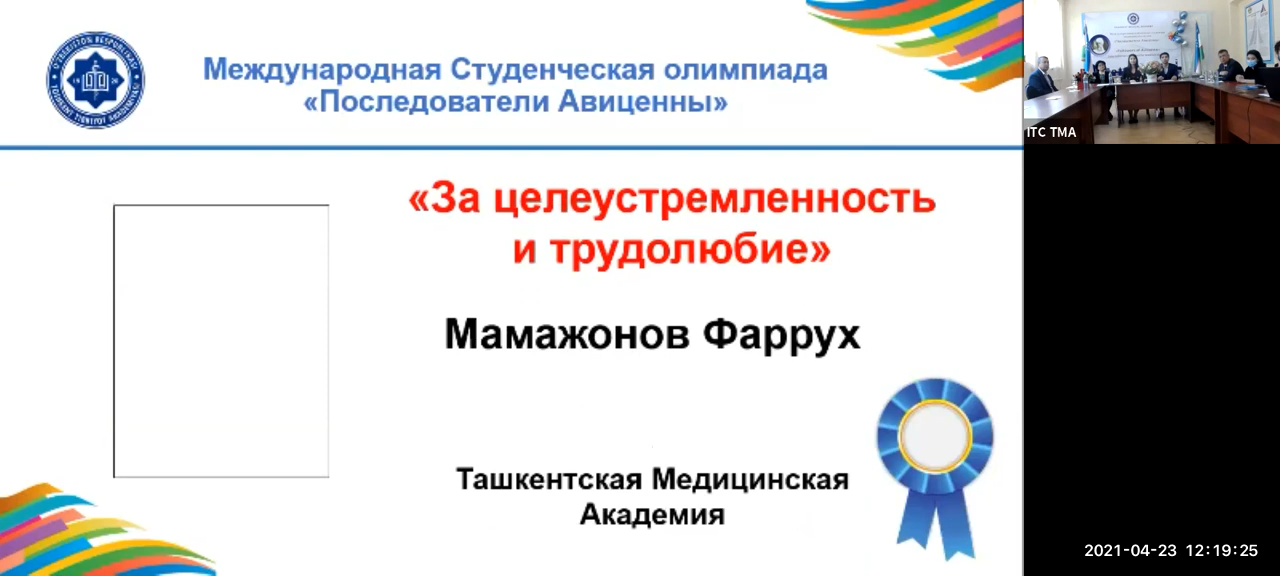 Международная Студенческая олимпиада
«Последователи Авиценны»
«За целеустремленность
и трудолюбие»
Мамажонов Фаррух
Ташкентская Медицинская
Академия
ITC TMA
2021-04-23 12:19:25